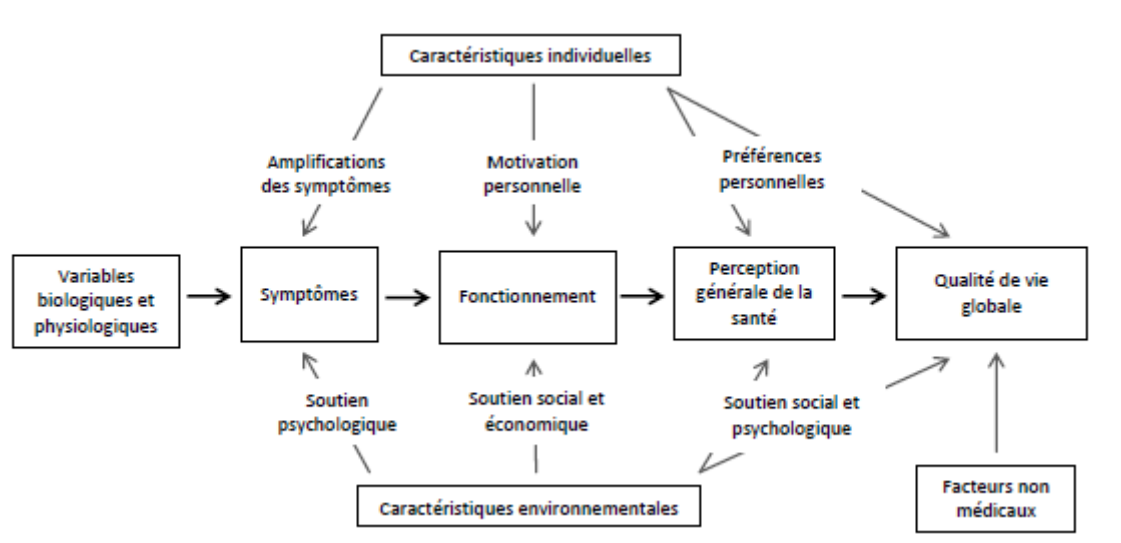 Caractéristiques individuelles
Amplifications
des symptômes
Motivation
personnelle
Préférences
personnelles
Variables
biologiques et
physiologiques
Symptômes
Fonctionnement
Perception
générale de la
santé
Qualité de vie
globale
Soutien
psychologique
Soutien social et
économique
Soutien social et
psychologique
Caractéristiques environnementales
Facteurs non
médicaux